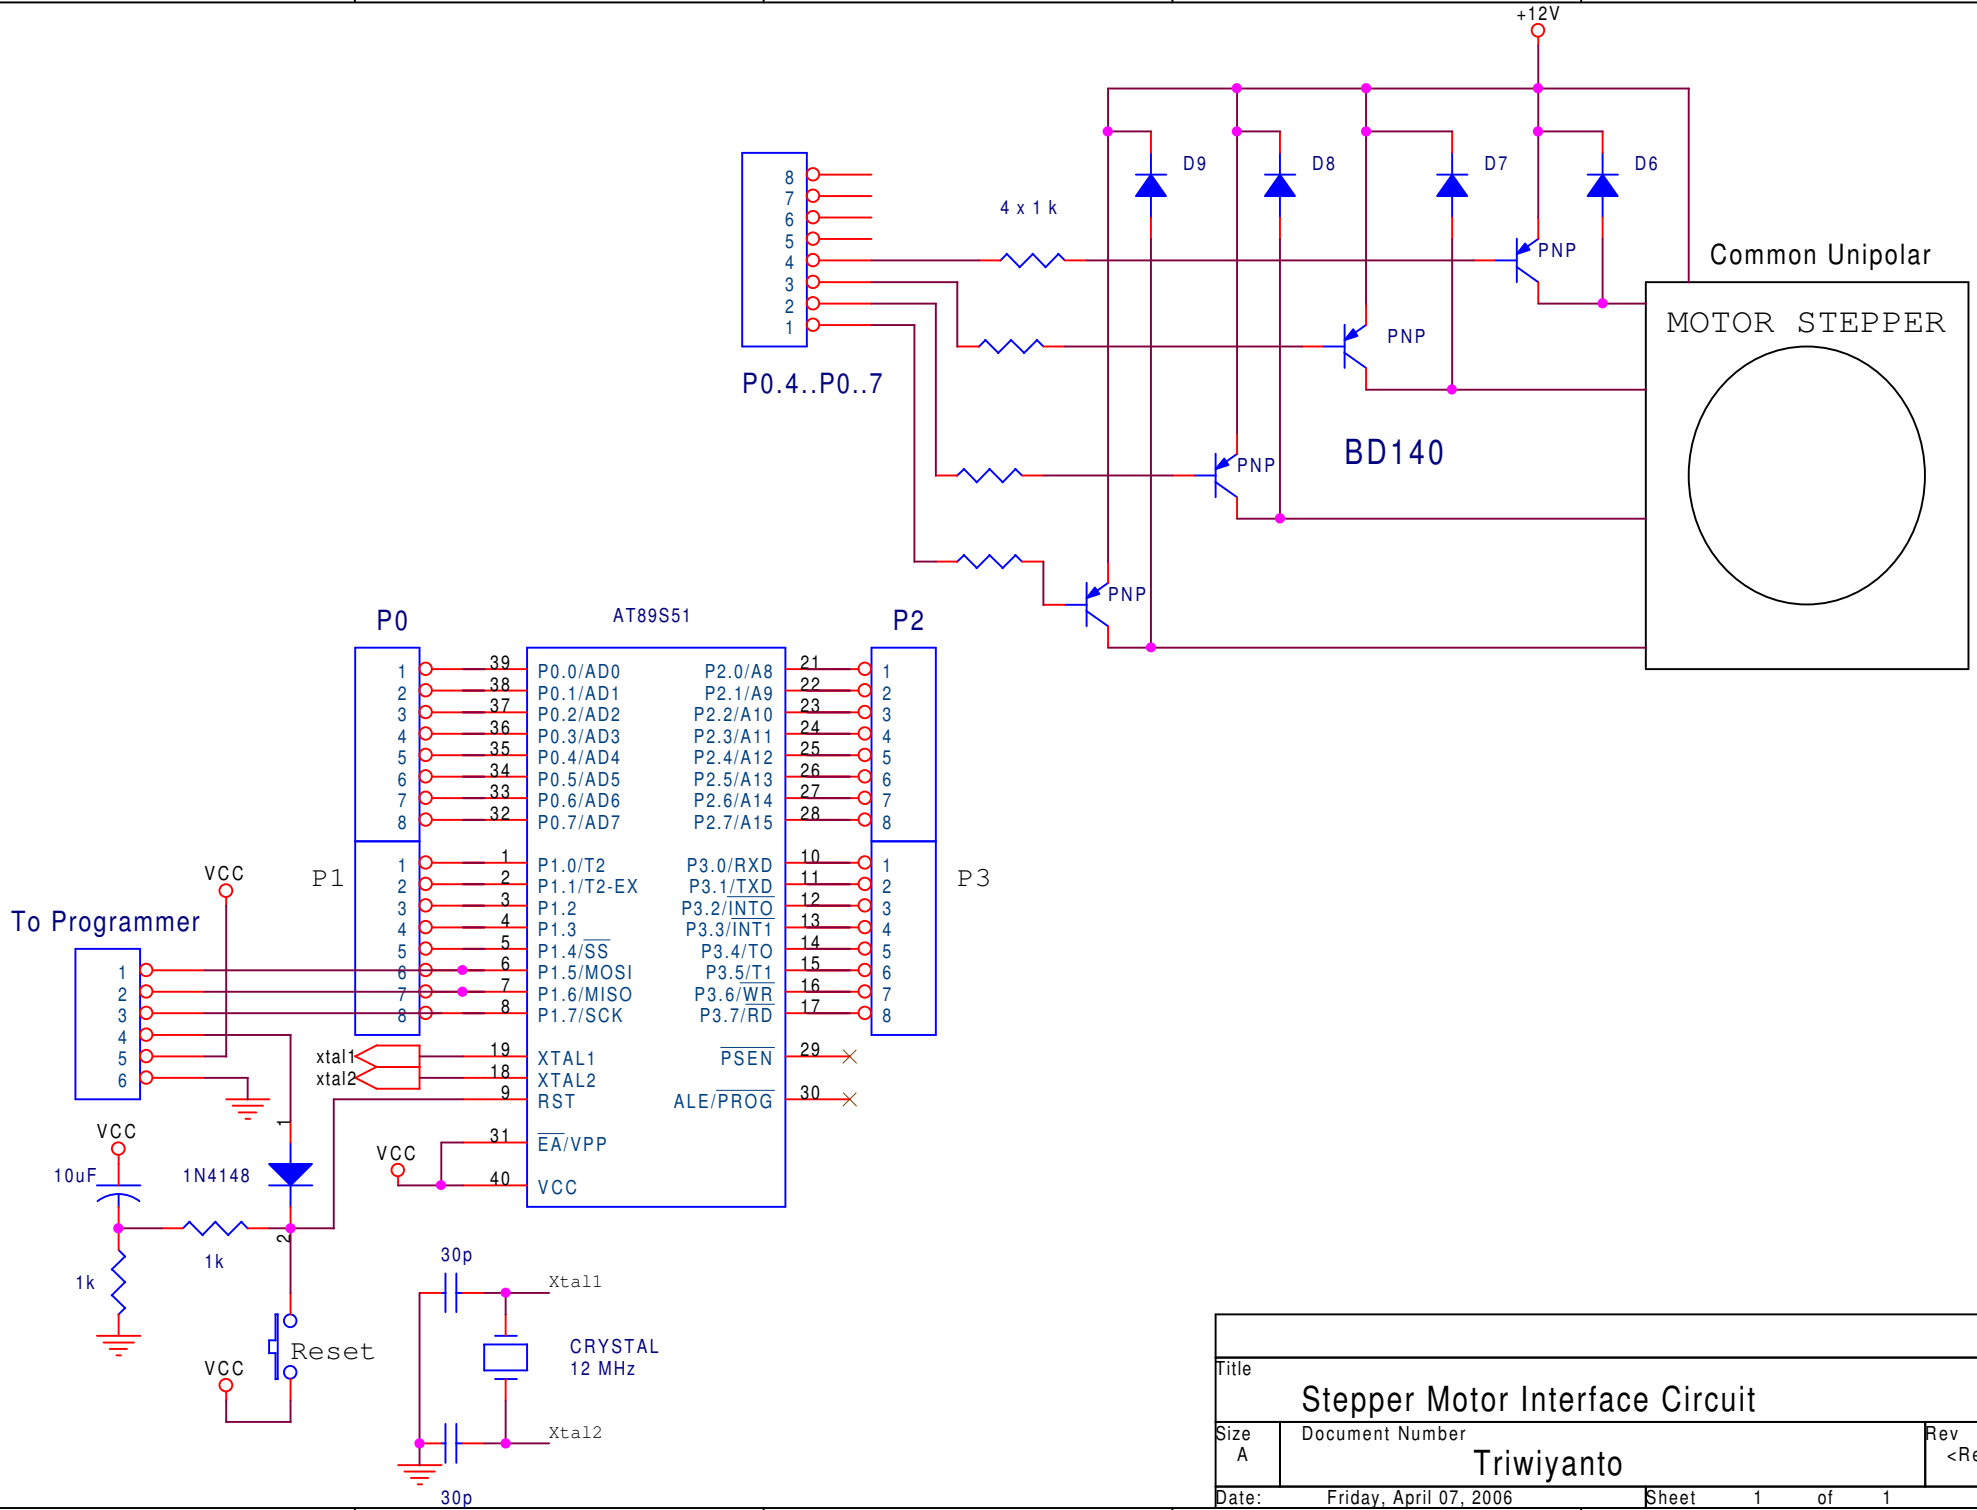 +12V
D9
D8
D7
D6
8
7
6
5
4
3
2
1
4 x 1 k
PNP
Common Unipolar
MOTOR STEPPER
PNP
P0.4..P0..7
BD140
PNP
PNP
P0
AT89S51
P2
1 39 P0.0/AD0 P2.0/A8 21 1
2 38 P0.1/AD1 P2.1/A9 22 2
3 37 P0.2/AD2 P2.2/A10 23 3
4 36 P0.3/AD3 P2.3/A11 24 4
5 35 P0.4/AD4 P2.4/A12 25 5
6 34 P0.5/AD5 P2.5/A13 26 6
7 33 P0.6/AD6 P2.6/A14 27 7
8 32 P0.7/AD7 P2.7/A15 28 8
P1
P3
1 1 P1.0/T2 P3.0/RXD 10 1
2 2 P1.1/T2-EX P3.1/TXD 11 2
3 3 P1.2 P3.2/INTO 12 3
4 4 P1.3 P3.3/INT1 13 4
5 5 P1.4/SS P3.4/TO 14 5
6 6 P1.5/MOSI P3.5/T1 15 6
7 7 P1.6/MISO P3.6/WR 16 7
8 8 P1.7/SCK P3.7/RD 17 8
xtal1 19 XTAL1 PSEN 29
xtal2 18 XTAL2
9 RST ALE/PROG 30
31 EA/VPP
40 VCC
VCC
VCC
To Programmer
1
2
3
4
5
6
VCC
10uF
1N4148
1
2
1k
1k
Reset
VCC
30p
Xtal1
CRYSTAL
12 MHz
Xtal2
30p
Title
Stepper Motor Interface Circuit
Size
A
Document Number
Triwiyanto
Rev
<Re
Date: Friday, April 07, 2006 Sheet 1 of 1